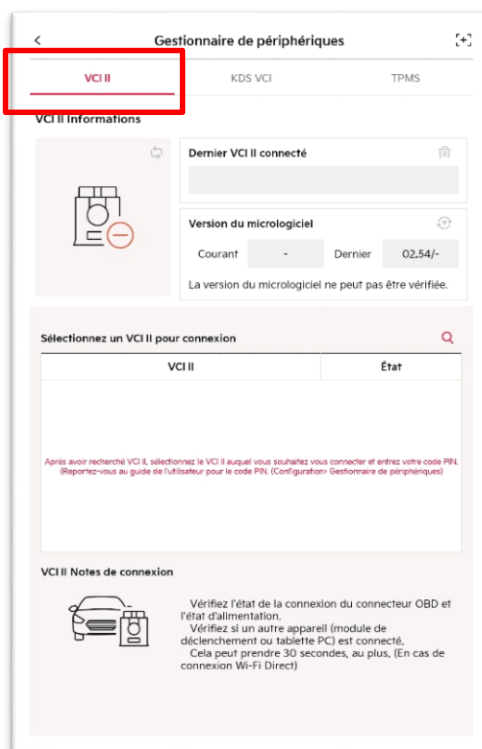 Gestionnaire de périphériques
VCI II
KDS VCI
TPMS
VCI II Informations
Dernier VCI II connecté
Version du micrologiciel
Courant - Dernier 02.54/-
La version du micrologiciel ne peut pas être vérifiée.
Sélectionnez un VCI II pour connexion
VCI II
État
Après avoir recherché VCI II, sélectionnez le VCI II auquel vous souhaitez vous connecter et entrez votre code PIN.
(Reportez-vous au guide de l'utilisateur pour le code PIN. (Configuration> Gestionnaire de périphériques)
VCI II Notes de connexion
Vérifiez l'état de la connexion du connecteur OBD et
l'état d'alimentation.
Vérifiez si un autre appareil (module de
déclenchement ou tablette PC) est connecté.
Cela peut prendre 30 secondes, au plus. (En cas de
connexion Wi-Fi Direct)